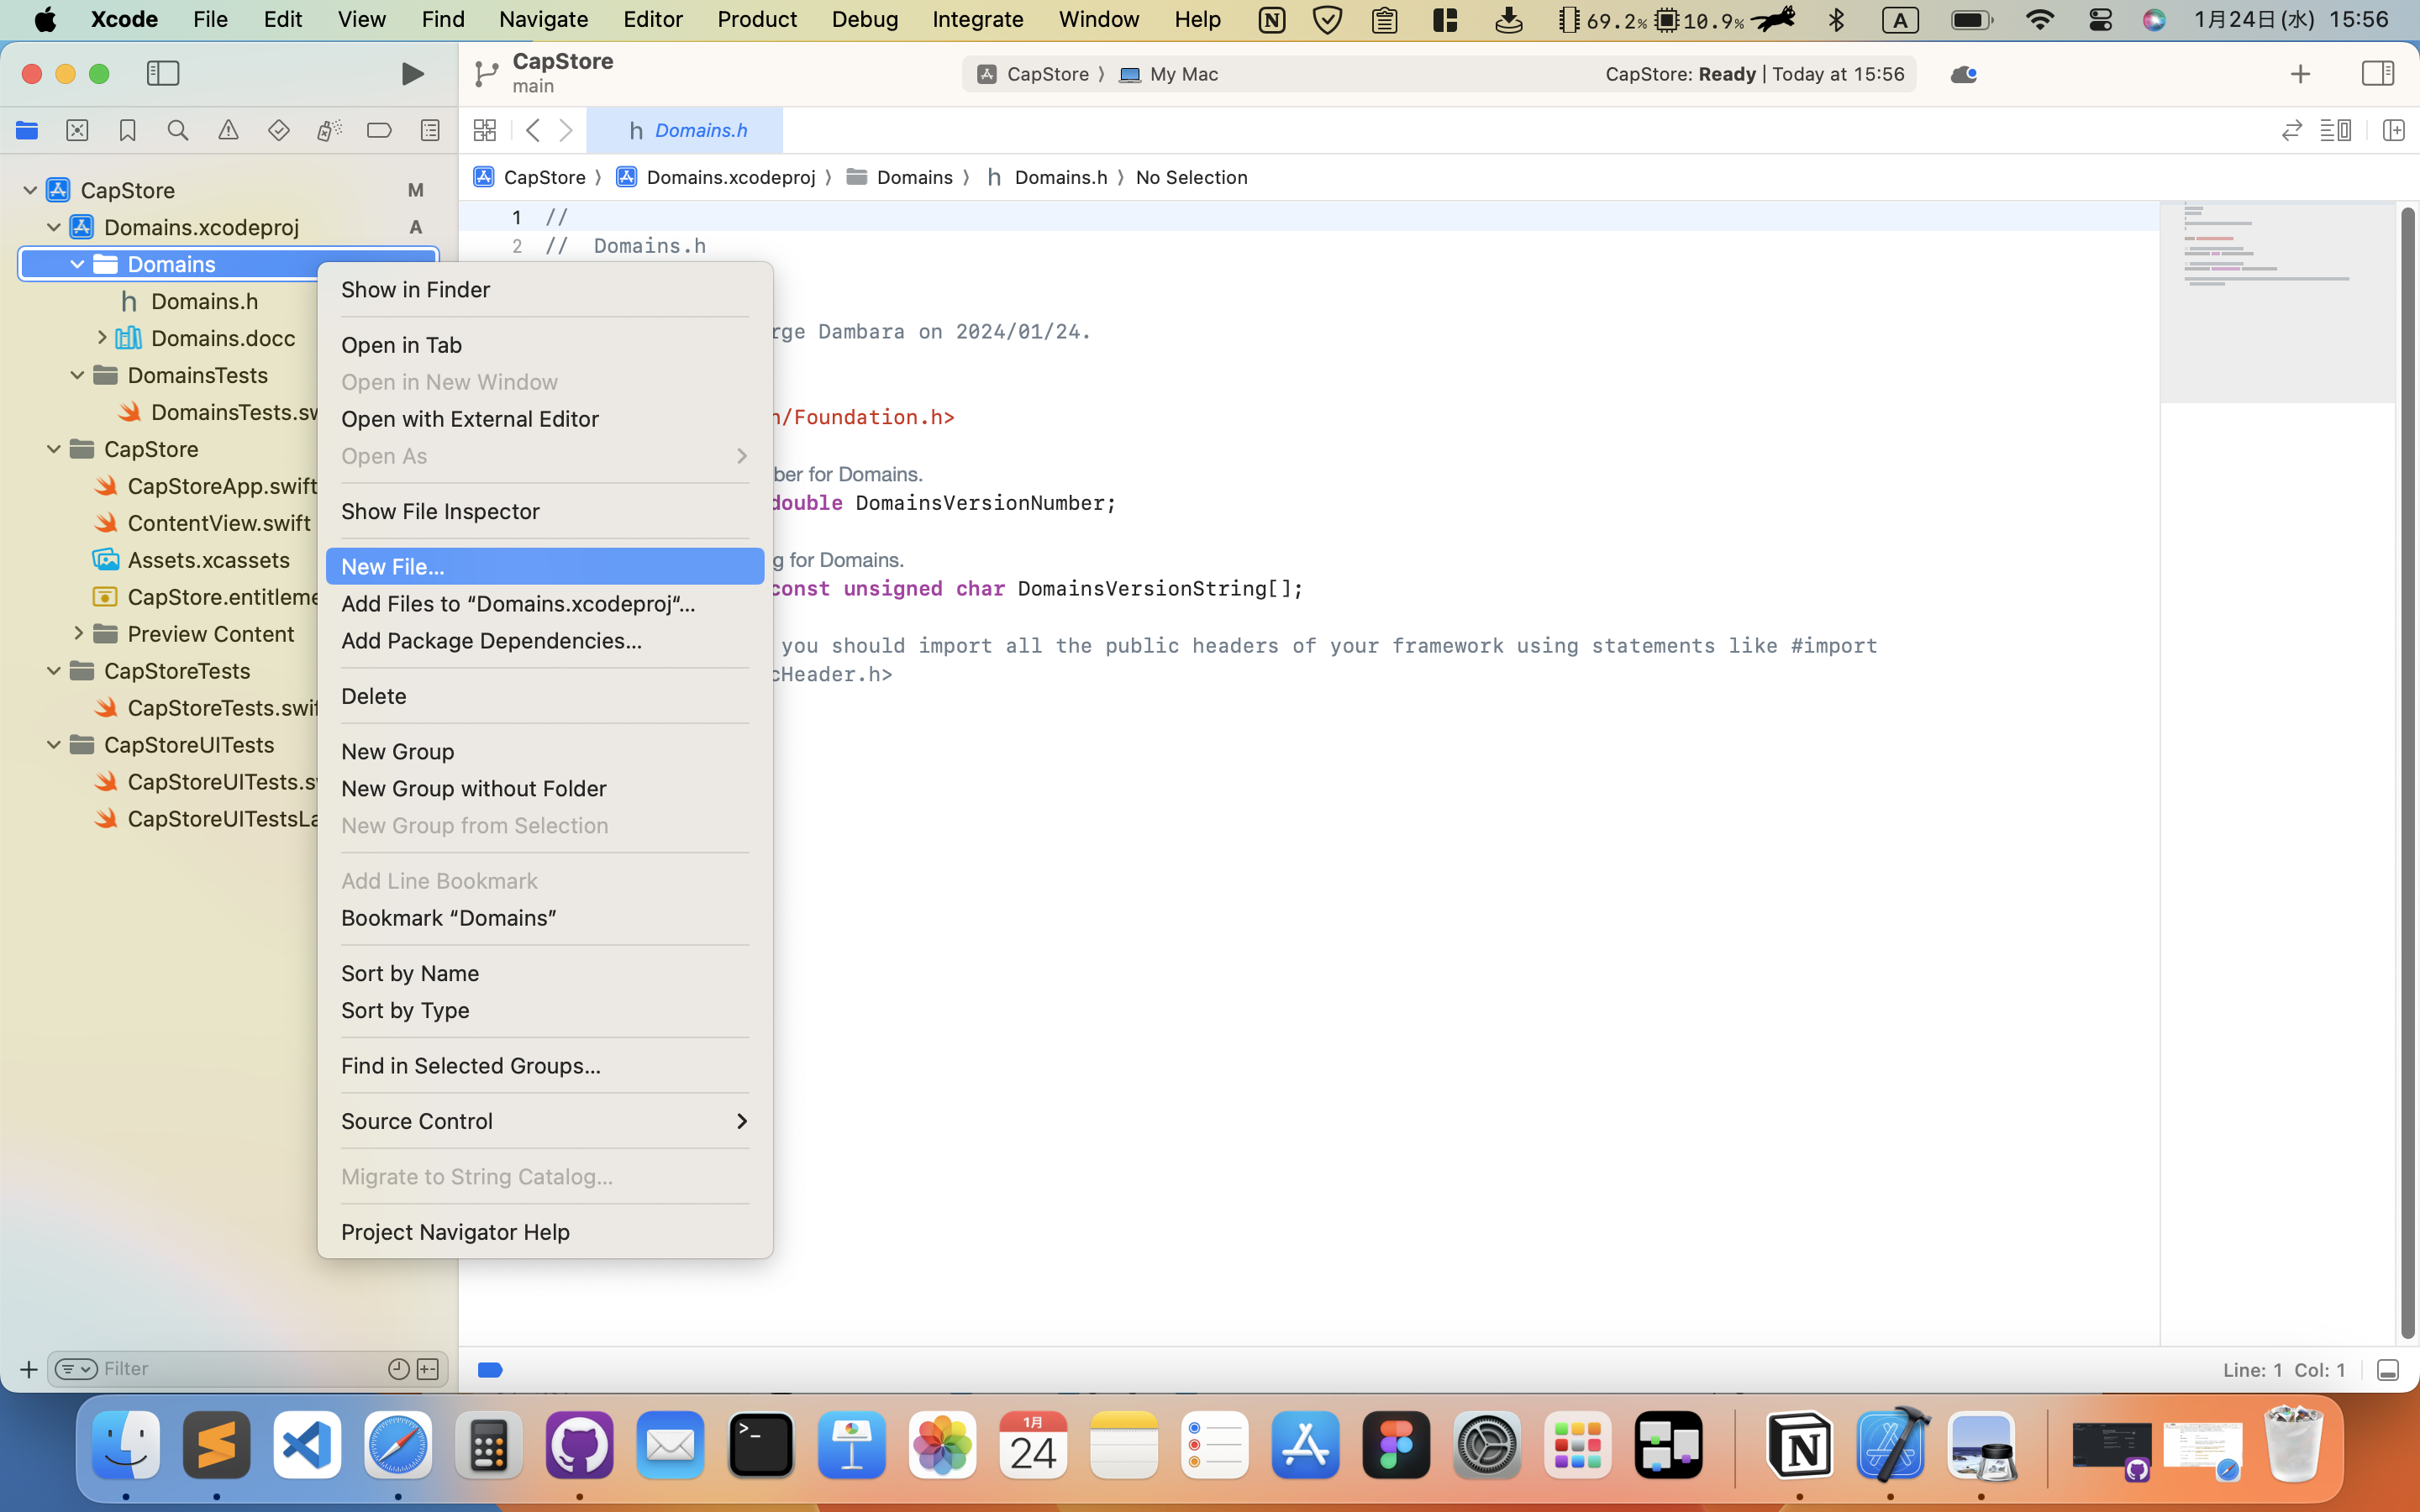 Xcode File Edit View Find Navigate Editor Product Debug Integrate Window Help 69.2% 10.9% A 1月24日(水) 15:56
CapStore
main
CapStore 〉 My Mac
CapStore: Ready | Today at 15:56
h Domains.h
CapStore 〉 Domains.xcodeproj 〉 Domains 〉 h Domains.h 〉 No Selection
CapStore M
Domains.xcodeproj A
Domains
h Domains.h
Domains.docc
DomainsTests
DomainsTests.sw
CapStore
CapStoreApp.swift
ContentView.swift
Assets.xcassets
CapStore.entitleme
Preview Content
CapStoreTests
CapStoreTests.swif
CapStoreUITests
CapStoreUITests.s
CapStoreUITestsLa
Filter
Show in Finder
Open in Tab
Open in New Window
Open with External Editor
Open As
Show File Inspector
New File...
Add Files to “Domains.xcodeproj“...
Add Package Dependencies...
Delete
New Group
New Group without Folder
New Group from Selection
Add Line Bookmark
Bookmark “Domains”
Sort by Name
Sort by Type
Find in Selected Groups...
Source Control
Migrate to String Catalog...
Project Navigator Help
1 //
2 // Domains.h
rge Dambara on 2024/01/24.
n/Foundation.h>
ber for Domains.
double DomainsVersionNumber;
g for Domains.
const unsigned char DomainsVersionString[];
you should import all the public headers of your framework using statements like #import
cHeader.h>
Line: 1 Col: 1
1月
24